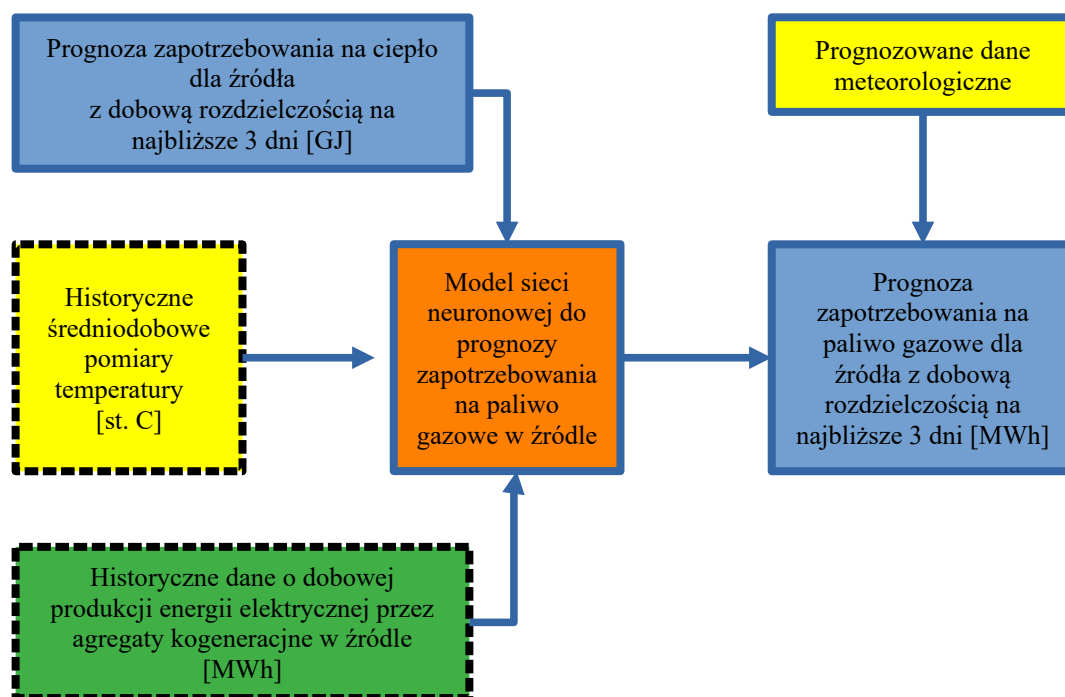 Prognoza zapotrzebowania na ciepło
dla źródła
z dobową rozdzielczością na
najbliższe 3 dni [GJ]
Prognozowane dane
meteorologiczne
Historyczne
średniodobowe
pomiary
temperatury
[st. C]
Model sieci
neuronowej do
prognozy
zapotrzebowania
na paliwo
gazowe w źródle
Prognoza
zapotrzebowania na
paliwo gazowe dla
źródła z dobową
rozdzielczością na
najbliższe 3 dni [MWh]
Historyczne dane o dobowej
produkcji energii elektrycznej przez
agregaty kogeneracjne w źródle
[MWh]